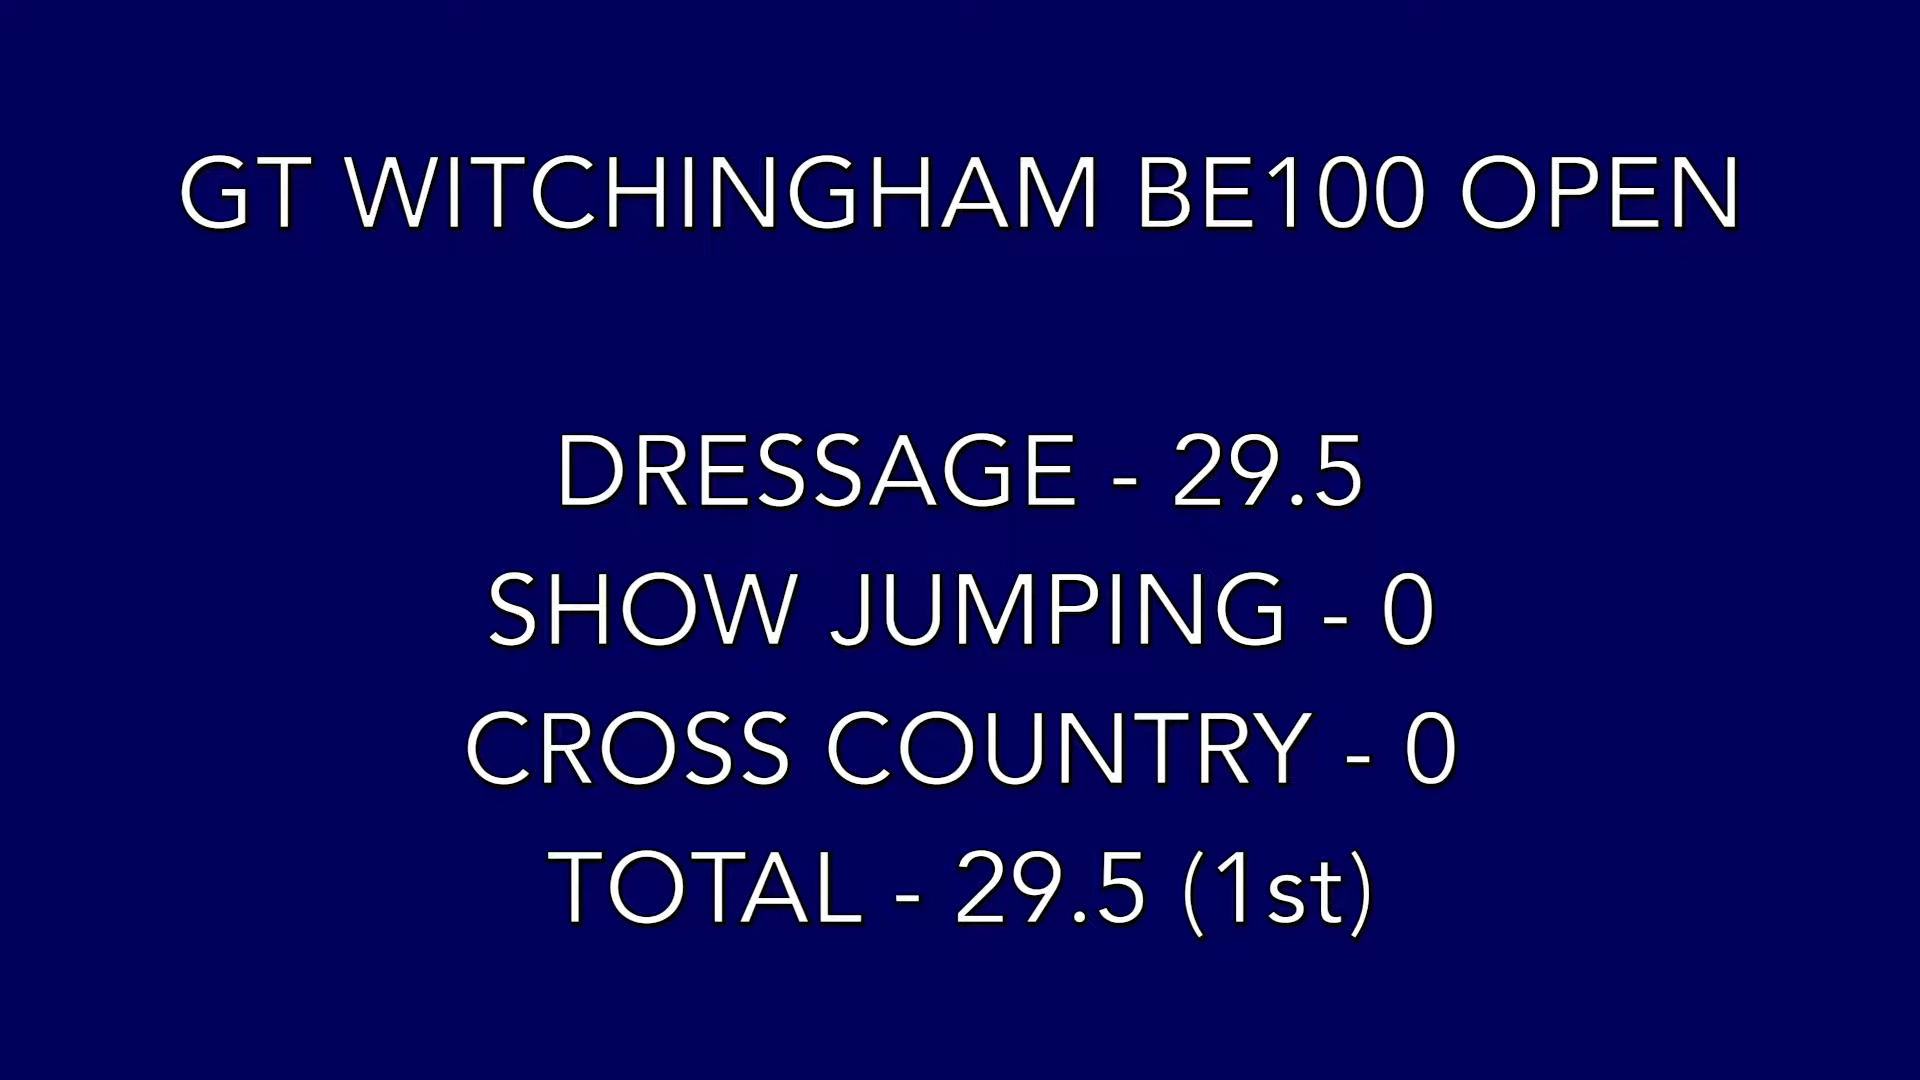 GT WITCHINGHAM BE100 OPEN
DRESSAGE - 29.5
SHOW JUMPING - 0
CROSS COUNTRY - 0
TOTAL - 29.5 (1st)